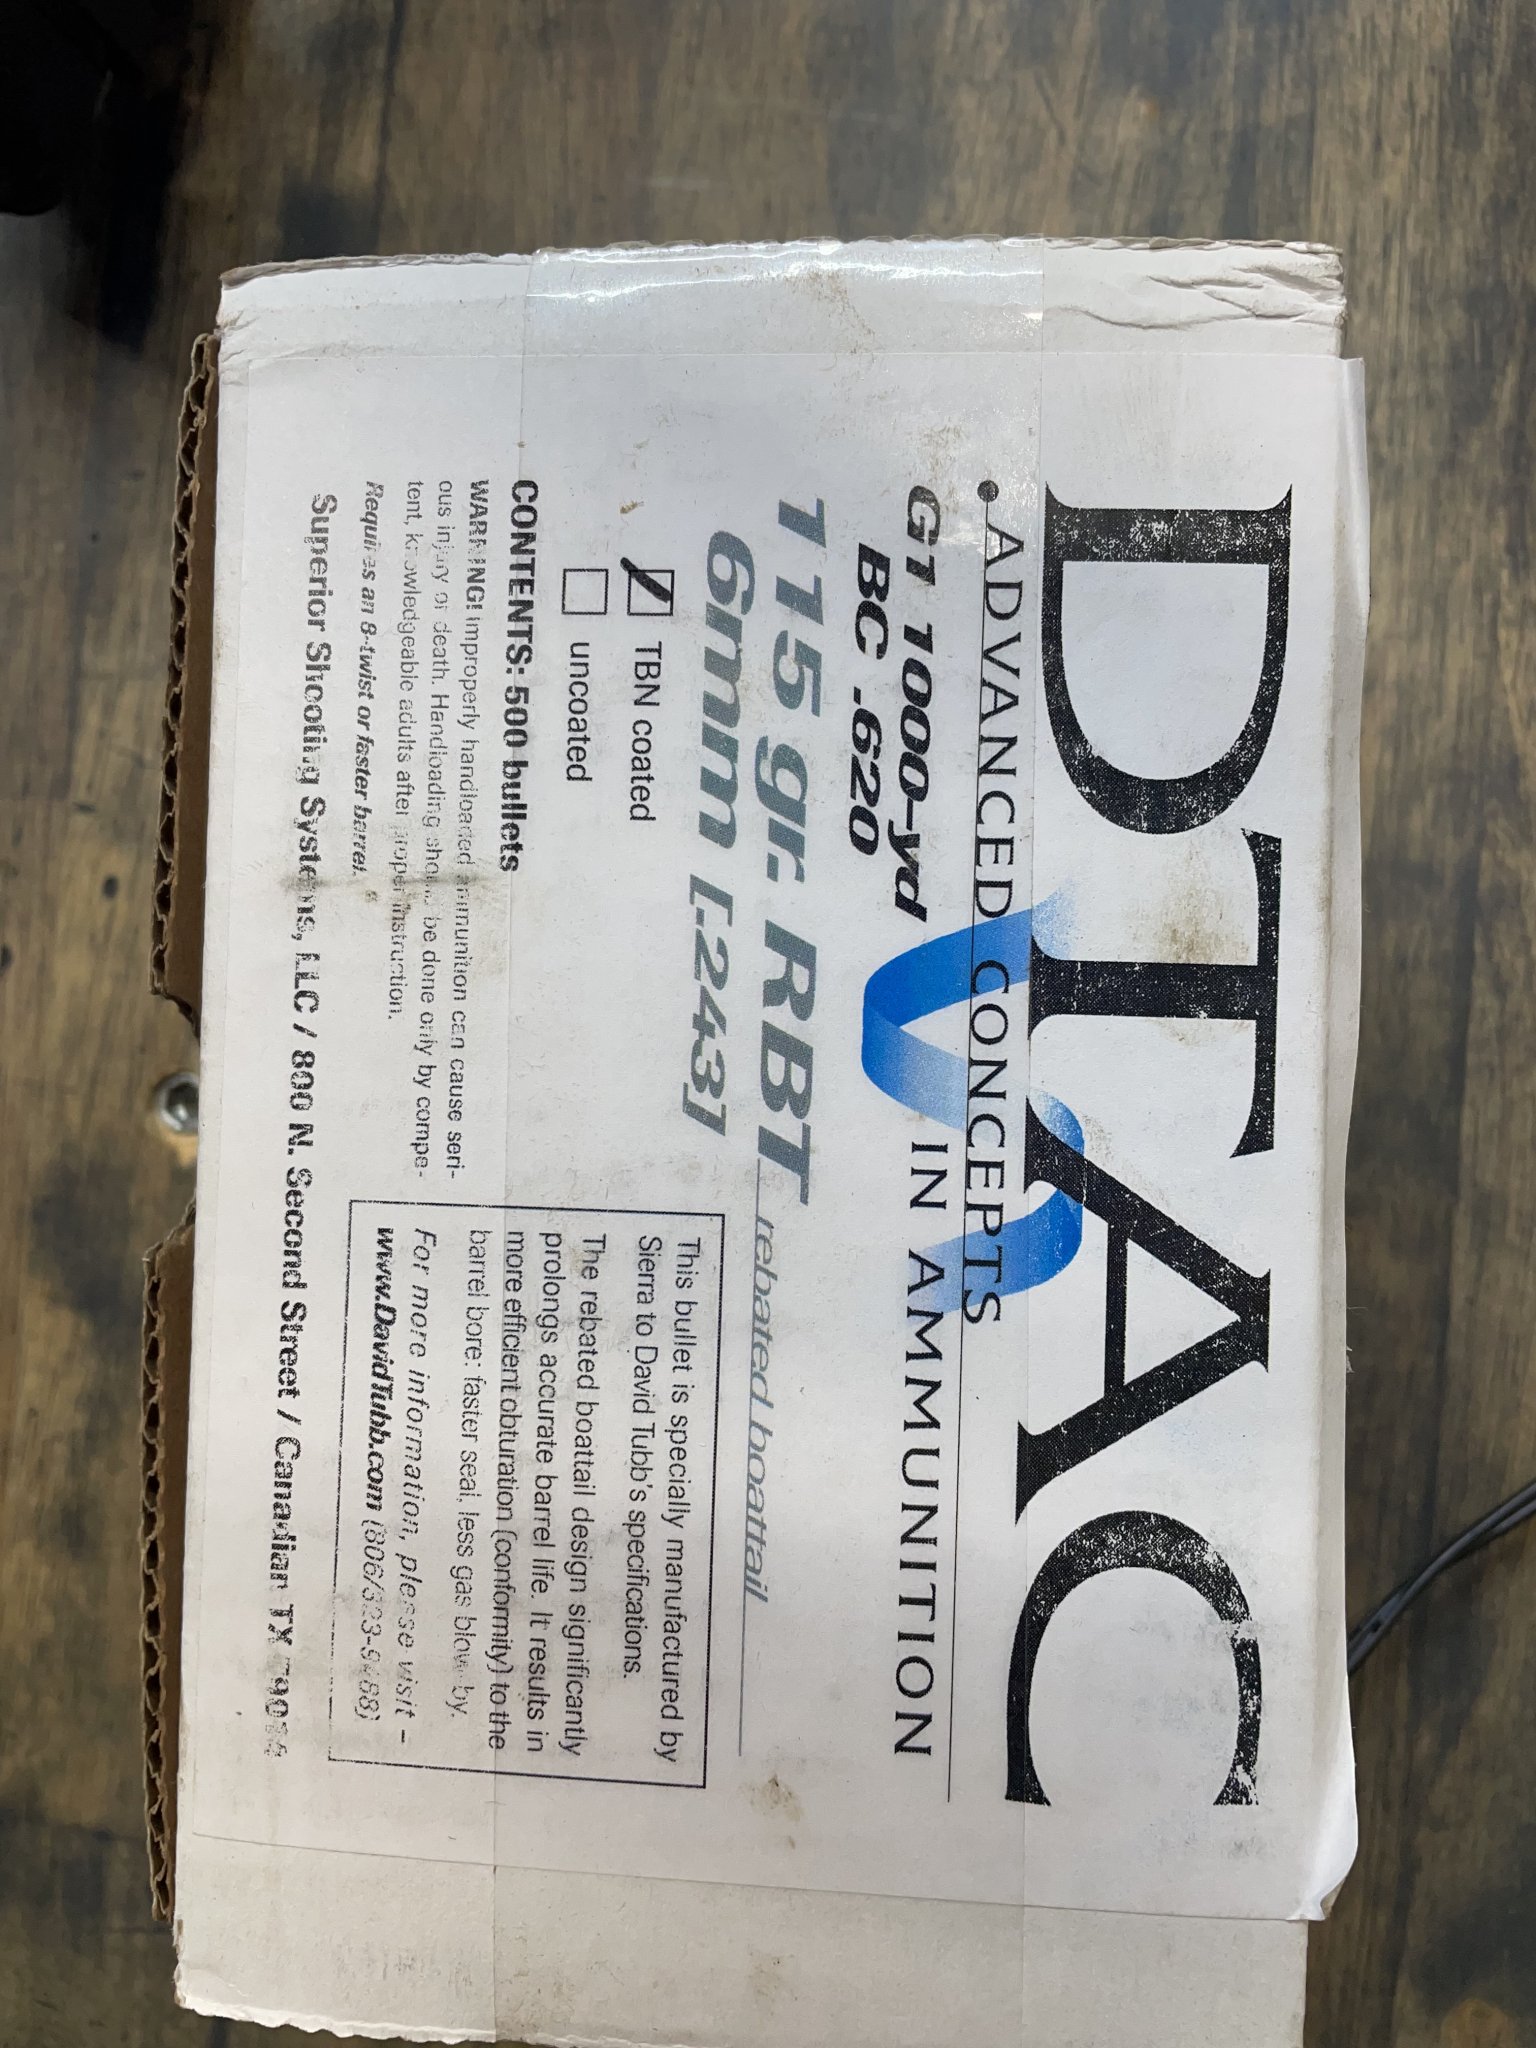 DTAC
ADVANCED CONCEPTS
IN AMMUNITION
G1 1000-yd
BC .620
115 gr. RBT rebated boattail
6mm [.243]
TBN coated
uncoated
CONTENTS: 500 bullets
WARNING! Improperly handloaded ammunition can cause seri-
ous injury or death. Handloading should be done only by compe-
tent, knowledgeable adults after proper instruction.
Requires an 8-twist or faster barrel.
This bullet is specially manufactured by
Sierra to David Tubb's specifications.
The rebated boattail design significantly
prolongs accurate barrel life. It results in
more efficient obturation (conformity) to the
barrel bore: faster seal, less gas blow-by.
For more information, please visit –
www.DavidTubb.com
Superior Shooting Systems, LLC / 800 N. Second Street / Canadian TX